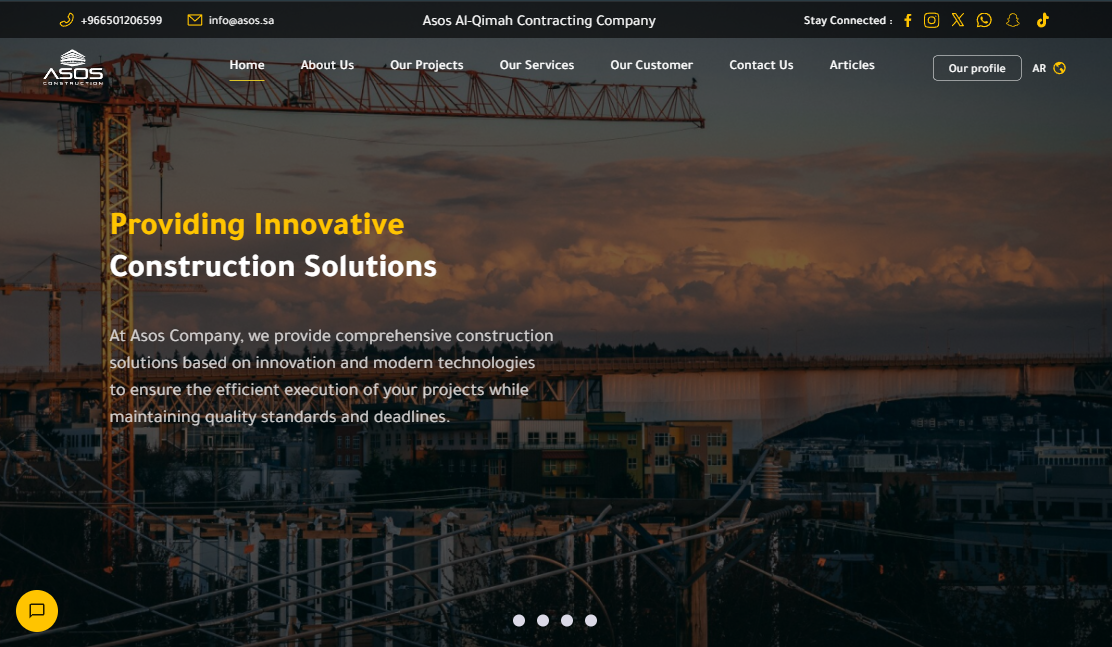 +966501206599
info@asos.sa
Asos Al-Qimah Contracting Company
Stay Connected :
ASOS
CONSTRUCTION
Home
About Us
Our Projects
Our Services
Our Customer
Contact Us
Articles
Our profile
AR
Providing Innovative
Construction Solutions
At Asos Company, we provide comprehensive construction
solutions based on innovation and modern technologies
to ensure the efficient execution of your projects while
maintaining quality standards and deadlines.